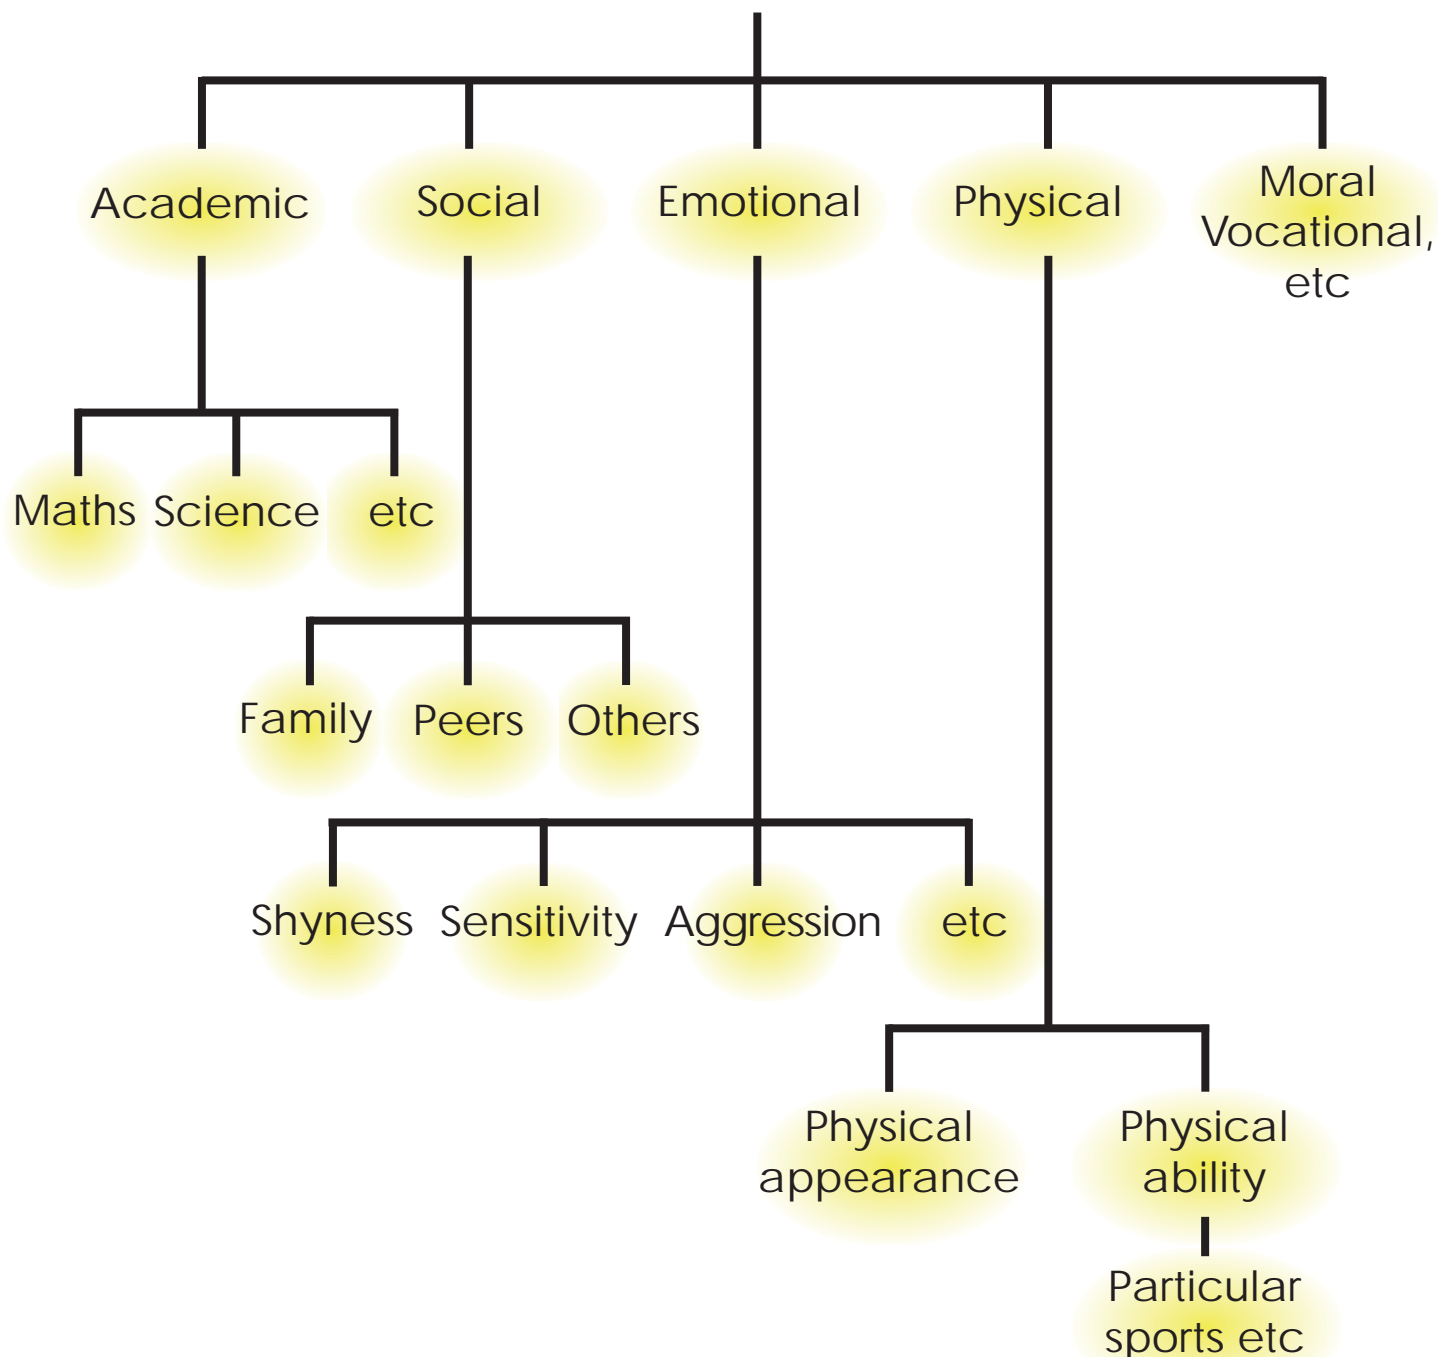 Academic
Social
Emotional
Physical
Moral
Vocational,
etc
Maths
Science
etc
Family
Peers
Others
Shyness
Sensitivity
Aggression
etc
Physical
appearance
Physical
ability
Particular
sports etc